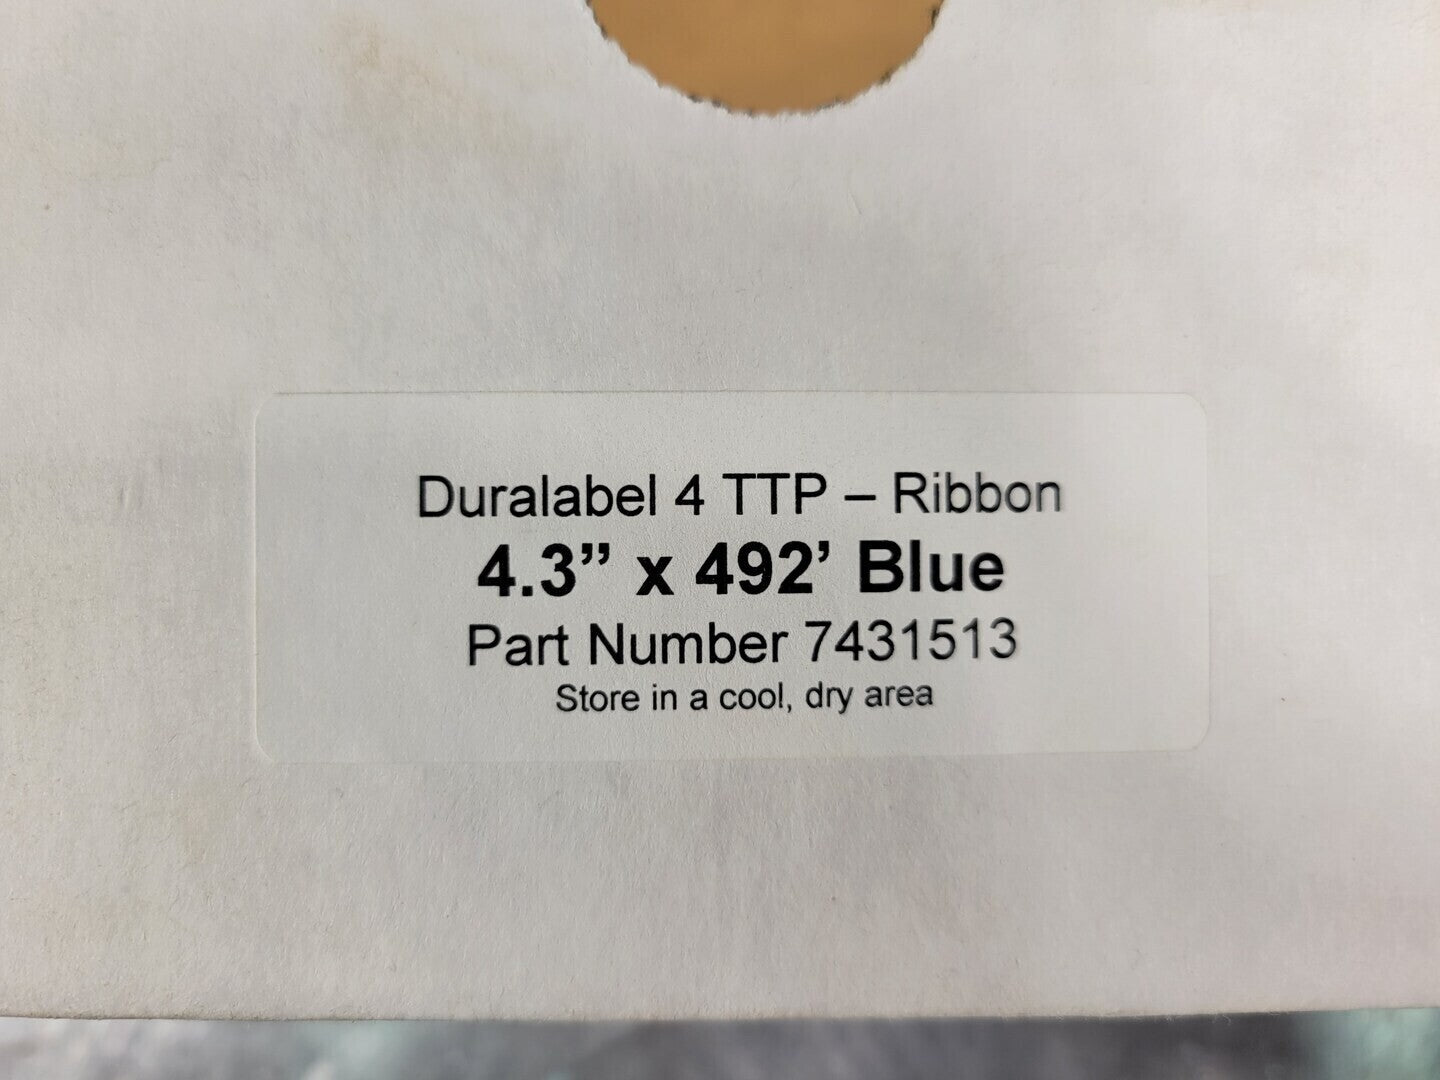 Duralabel 4 TTP – Ribbon
4.3” x 492’ Blue
Part Number 7431513
Store in a cool, dry area